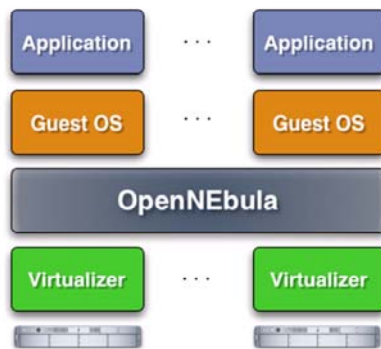 Application ... Application
Guest OS ... Guest OS
OpenNEbula
Virtualizer ... Virtualizer